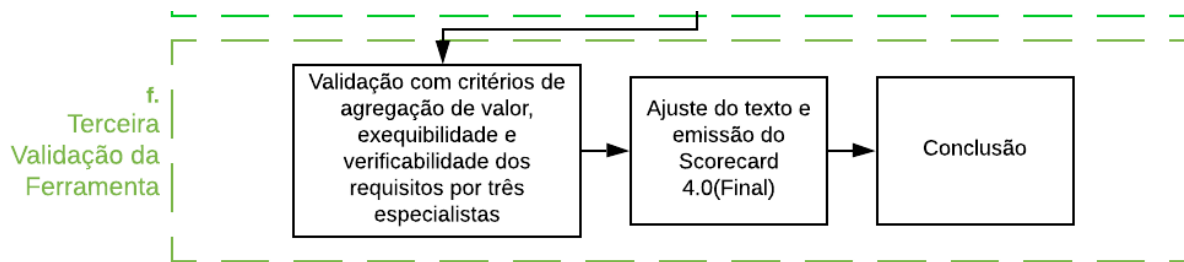 f.
Terceira
Validação da
Ferramenta
Validação com critérios de
agregação de valor,
exequibilidade e
verificabilidade dos
requisitos por três
especialistas
Ajuste do texto e
emissão do
Scorecard
4.0(Final)
Conclusão